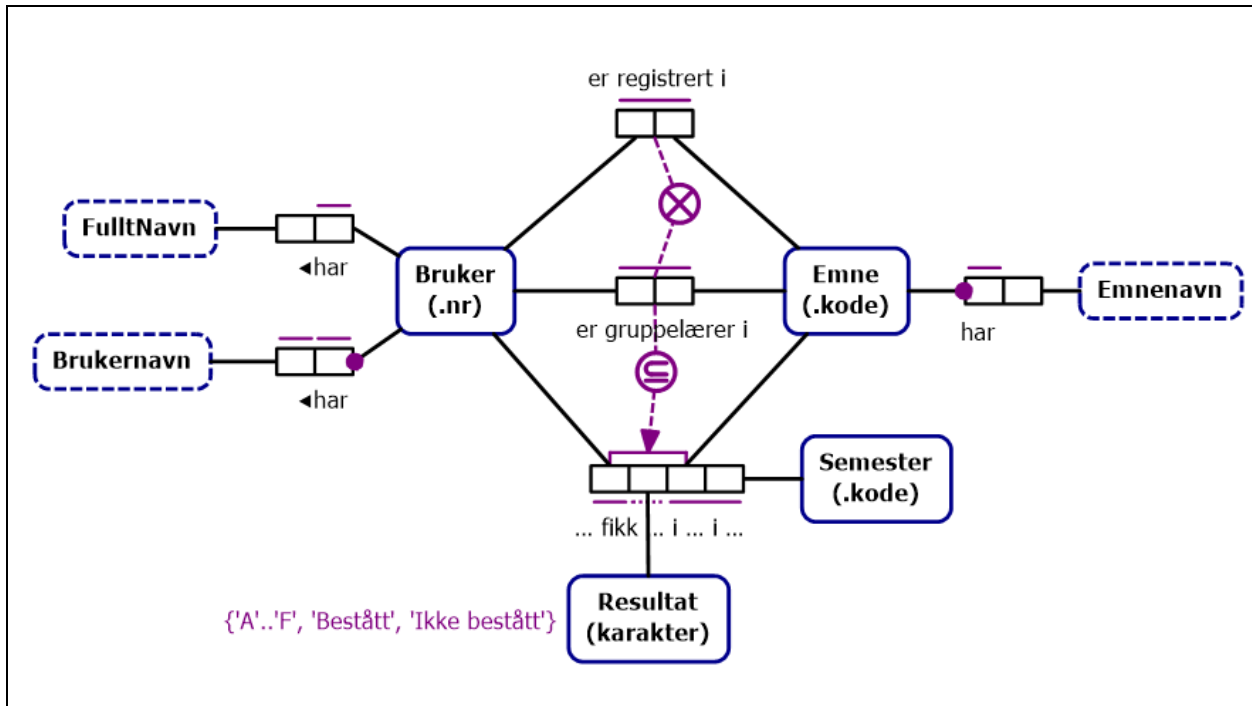 er registrert i
FulltNavn
◄har
Bruker
(.nr)
Emne
(.kode)
Emnenavn
har
er gruppelærer i
Brukernavn
◄har
Semester
(.kode)
... fikk ... i ... i ...
{'A'..'F', 'Bestått', 'Ikke bestått'}
Resultat
(karakter)